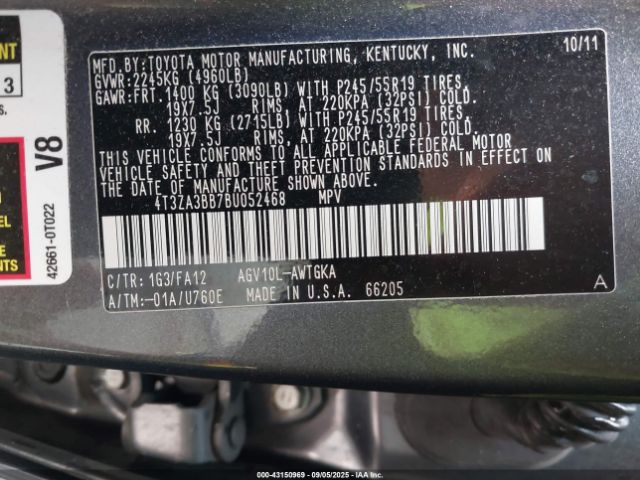 MFD. BY:TOYOTA MOTOR MANUFACTURING, KENTUCKY, INC. 10/11
GVWR:2245KG (4960LB)
GAWR:FRT. 1400 KG (3090LB) WITH P245/55R19 TIRES,
19X7.5J RIMS, AT 220KPA (32PSI) COLD.
RR. 1230 KG (2715LB) WITH P245/55R19 TIRES,
19X7.5J RIMS, AT 220KPA (32PSI) COLD.
THIS VEHICLE CONFORMS TO ALL APPLICABLE FEDERAL MOTOR
VEHICLE SAFETY AND THEFT PREVENTION STANDARDS IN EFFECT ON
THE DATE OF MANUFACTURE SHOWN ABOVE.
4T3ZA3BB7BU052468 MPV
C/TR: 1G3/FA12 AGV10L-AWTGKA
A/TM:-01A/U760E MADE IN U.S.A. 66205 A
3
V8
42661-0T022
000-43150969 - 09/05/2025 - Copyright IAA, LLC